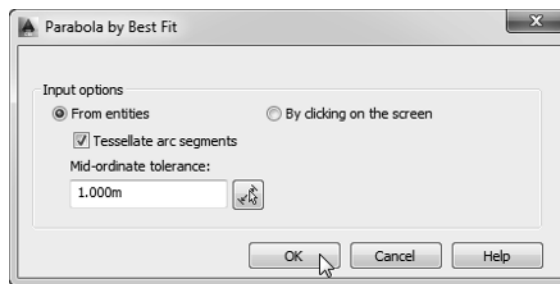 Parabola by Best Fit
Input options
From entities
By clicking on the screen
Tessellate arc segments
Mid-ordinate tolerance:
1.000m
OK
Cancel
Help